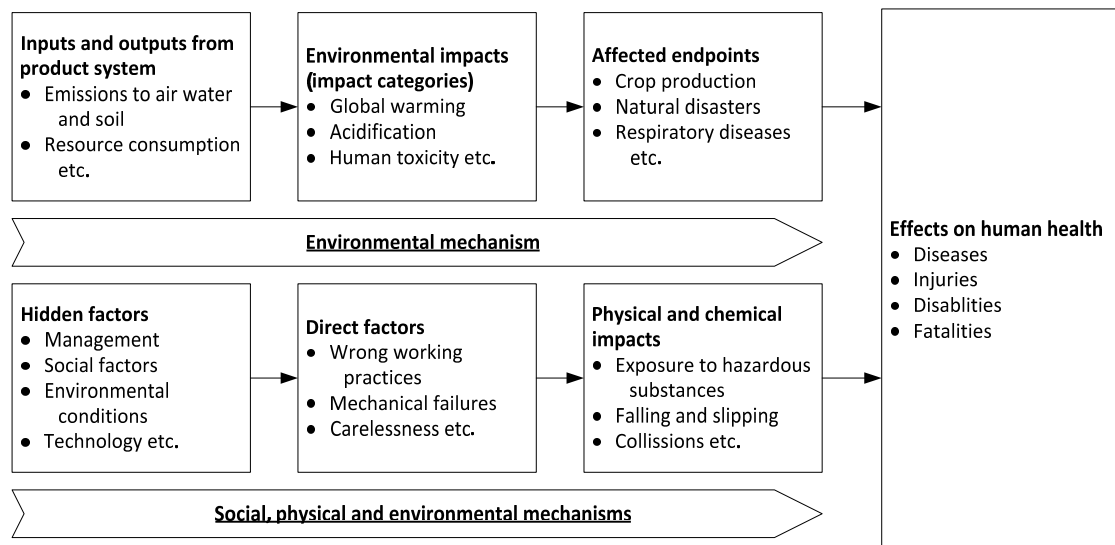 Inputs and outputs from
product system
● Emissions to air water
and soil
● Resource consumption
etc.
Environmental impacts
(impact categories)
● Global warming
● Acidification
● Human toxicity etc.
Affected endpoints
● Crop production
● Natural disasters
● Respiratory diseases
etc.
Environmental mechanism
Hidden factors
● Management
● Social factors
● Environmental
conditions
● Technology etc.
Direct factors
● Wrong working
practices
● Mechanical failures
● Carelessness etc.
Physical and chemical
impacts
● Exposure to hazardous
substances
● Falling and slipping
● Collissions etc.
Social, physical and environmental mechanisms
Effects on human health
● Diseases
● Injuries
● Disablities
● Fatalities